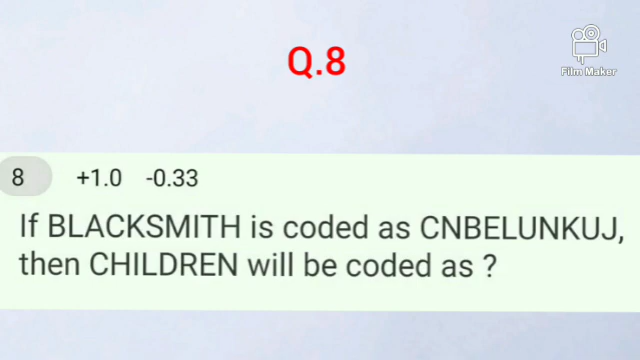 Q.8
Film Maker
8 +1.0 -0.33
If BLACKSMITH is coded as CNBELUNKUJ,
then CHILDREN will be coded as ?